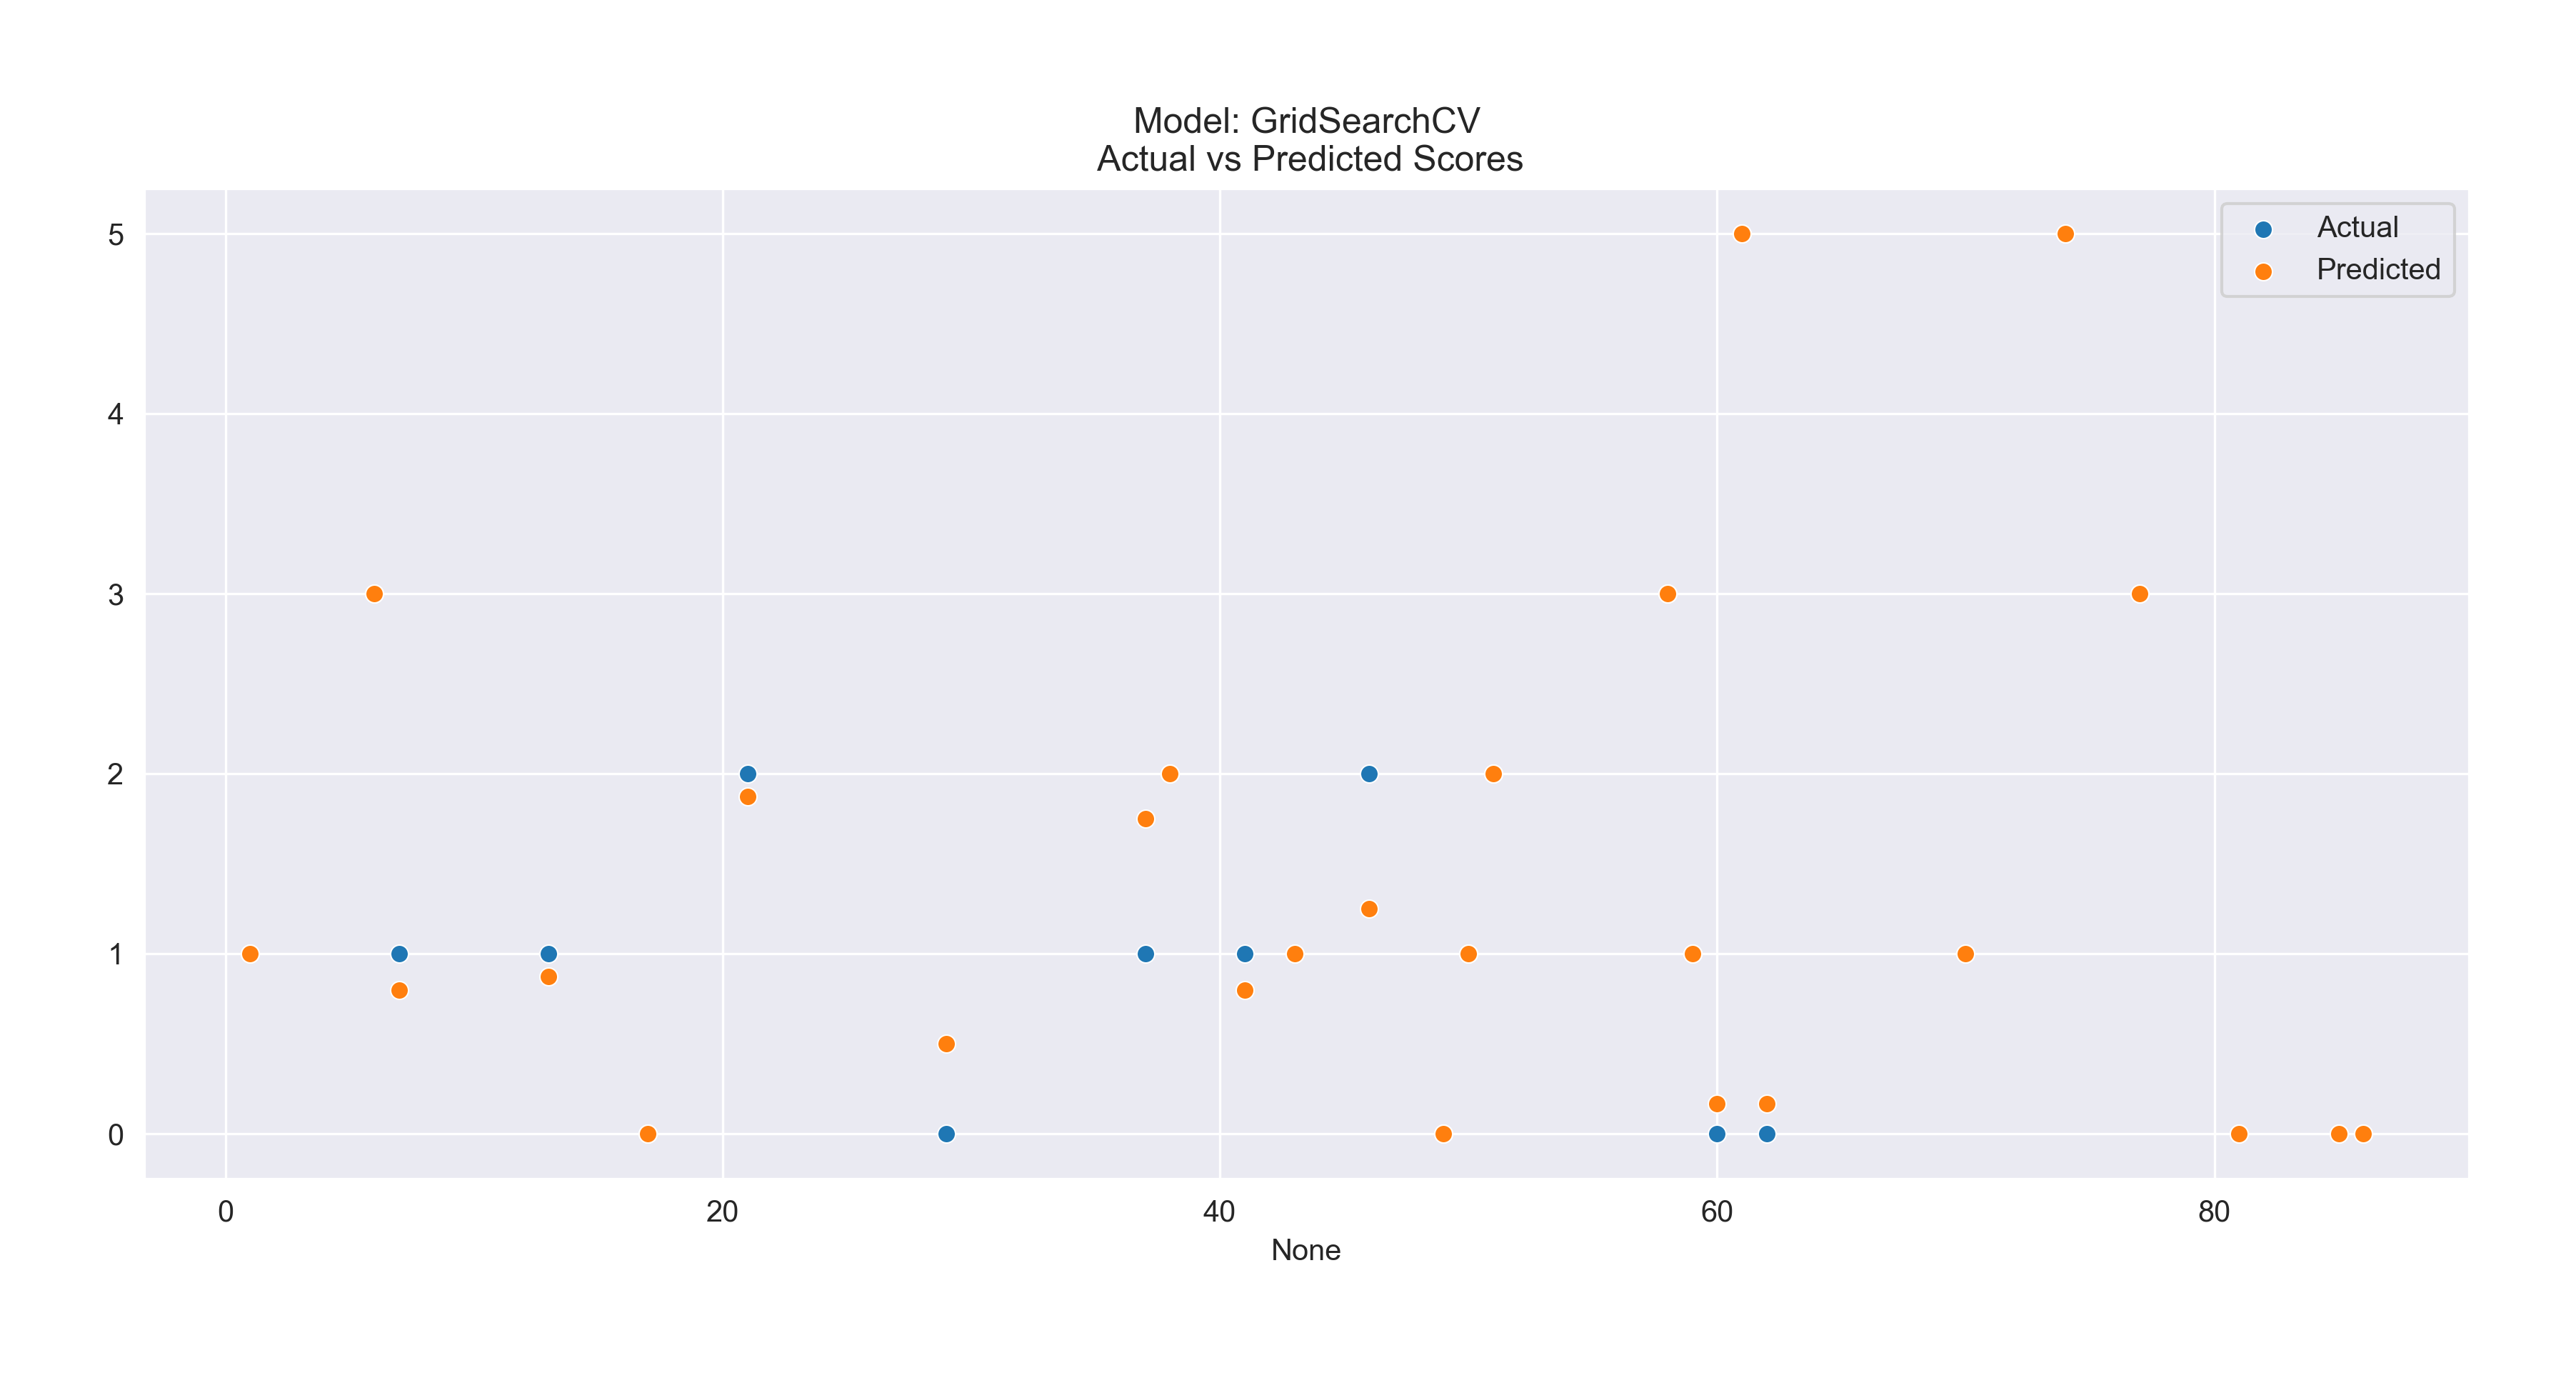 Model: GridSearchCV
Actual vs Predicted Scores
Actual
Predicted
5
4
3
2
1
0
0 20 40 60 80
None